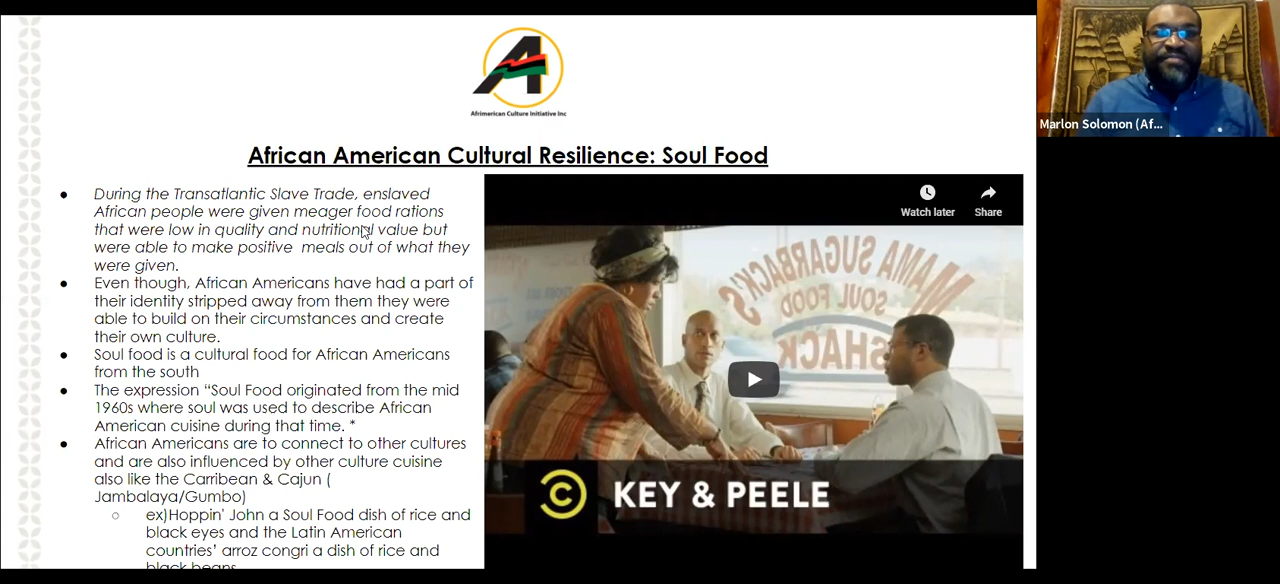 Afrimerican Culture Initiative Inc
African American Cultural Resilience: Soul Food
● During the Transatlantic Slave Trade, enslaved
African people were given meager food rations
that were low in quality and nutritional value but
were able to make positive meals out of what they
were given.
● Even though, African Americans have had a part of
their identity stripped away from them they were
able to build on their circumstances and create
their own culture.
● Soul food is a cultural food for African Americans
from the south
● The expression “Soul Food originated from the mid
1960s where soul was used to describe African
American cuisine during that time. *
● African Americans are to connect to other cultures
and are also influenced by other culture cuisine
also like the Carribean & Cajun (
Jambalaya/Gumbo)
○ ex)Hoppin' John a Soul Food dish of rice and
black eyes and the Latin American
countries’ arroz congri a dish of rice and
black beans
Watch later
Share
MAMA SUGARBACK'S
SOUL FOOD
SHACK
KEY & PEELE
Marlon Solomon (Af...